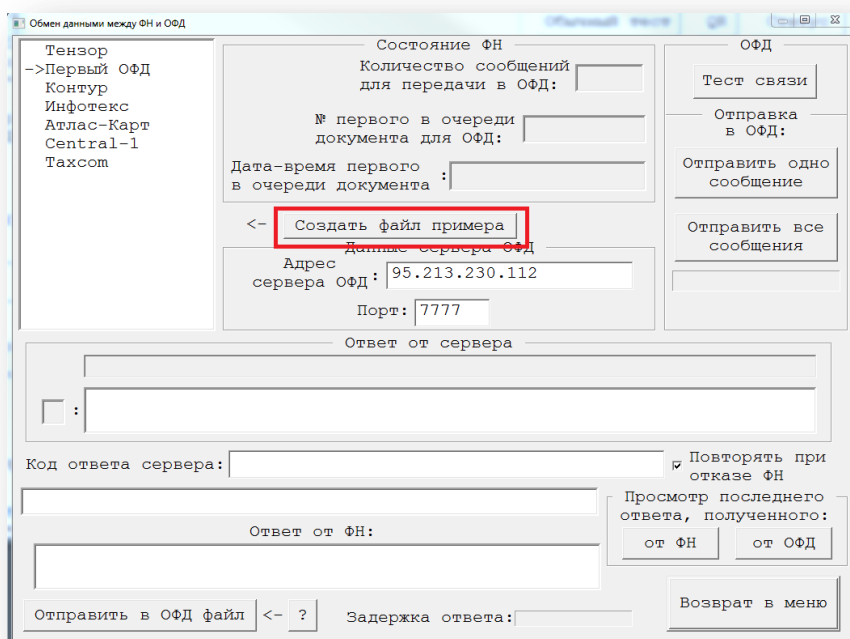 Обмен данными между ФН и ОФД
Тензор
->Первый ОФД
Контур
Инфотекс
Атлас-Карт
Central-1
Taxcom
Состояние ФН
Количество сообщений
для передачи в ОФД:
№ первого в очереди
документа для ОФД:
Дата-время первого
в очереди документа :
<- Создать файл примера
Данные сервера ОФД
Адрес
сервера ОФД: 95.213.230.112
Порт: 7777
ОФД
Тест связи
Отправка
в ОФД:
Отправить одно
сообщение
Отправить все
сообщения
Ответ от сервера
:
Код ответа сервера:
Повторять при
отказе ФН
Просмотр последнего
ответа, полученного:
от ФН от ОФД
Ответ от ФН:
Отправить в ОФД файл <- ? Задержка ответа:
Возврат в меню